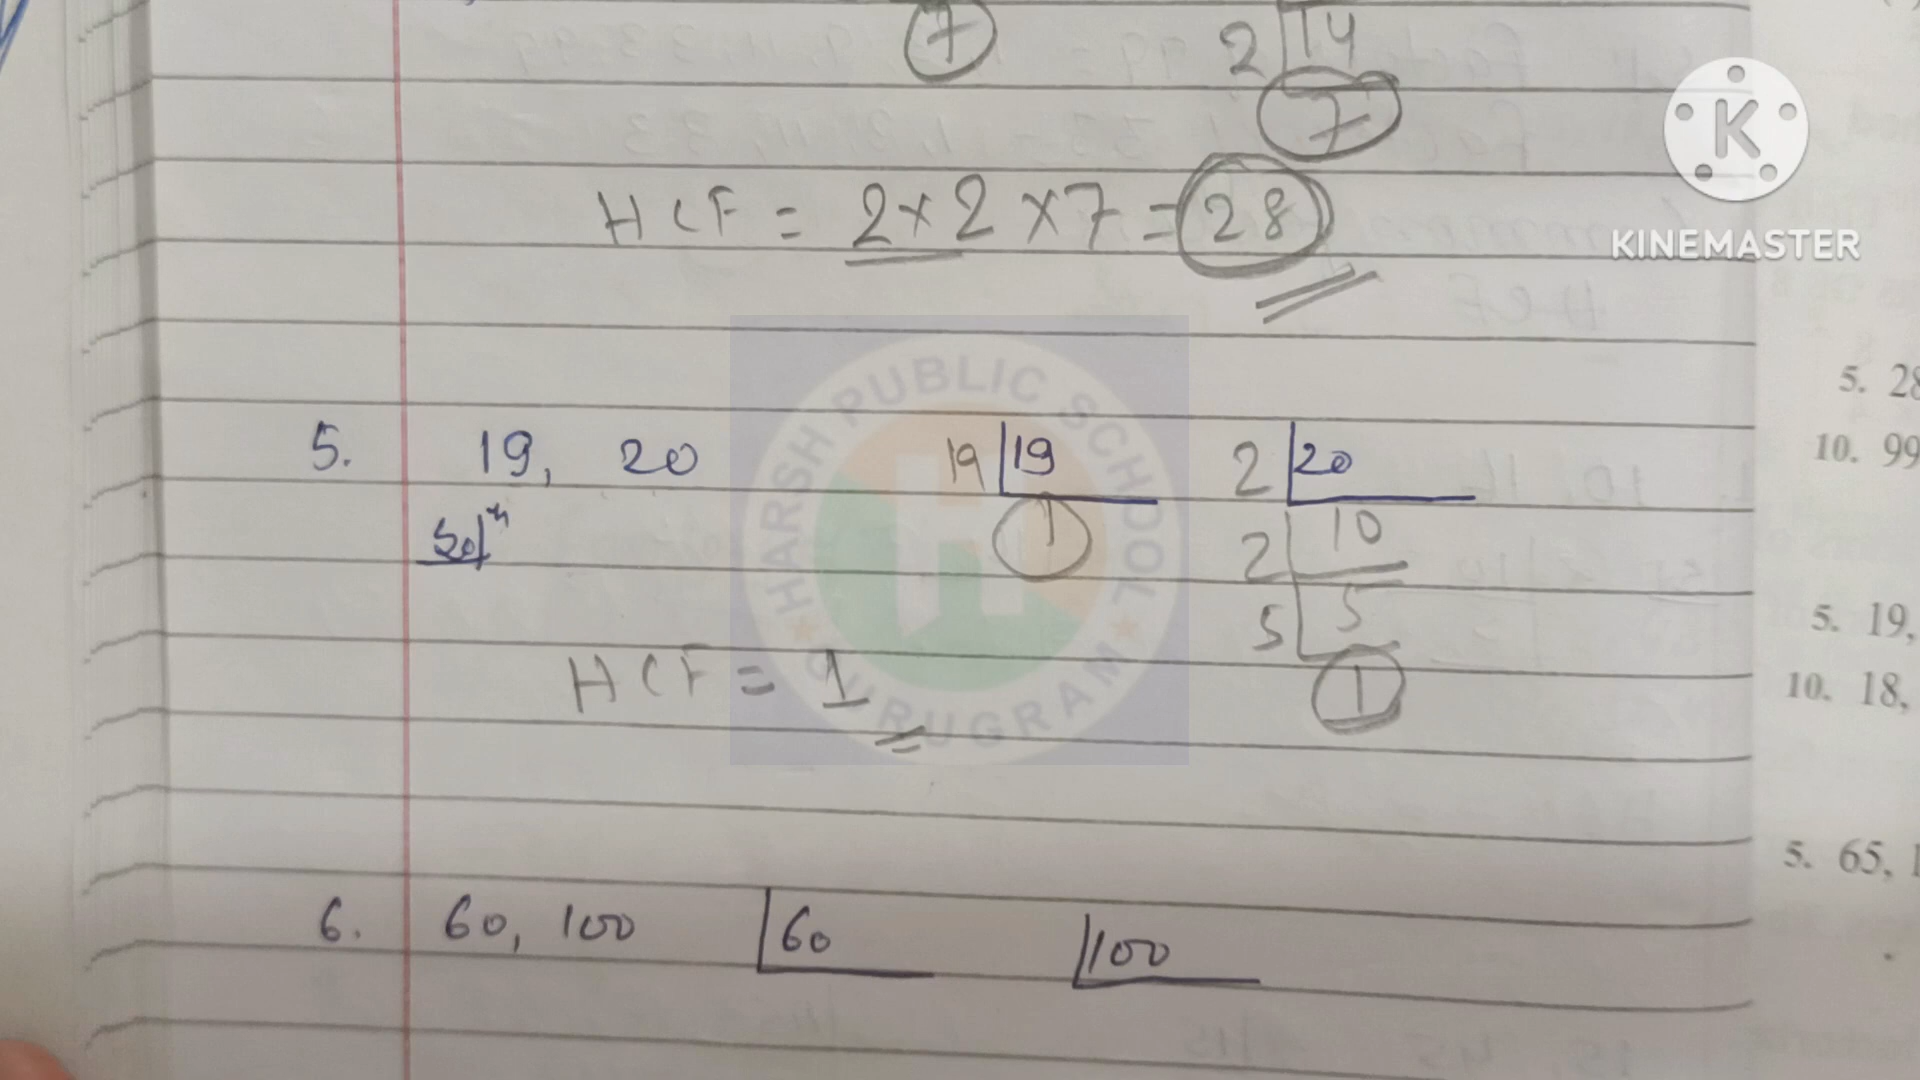 7
2 14
7
HCF = 2×2×7 = 28
KINEMASTER
5. 28
10. 99
5. 19, 20 19 19 2 20
Solⁿ 1 2 10
5 5
HCF = 1 1
HARSH PUBLIC SCHOOL
GURUGRAM
5. 19,
10. 18,
5. 65, 1
6. 60, 100 60 100